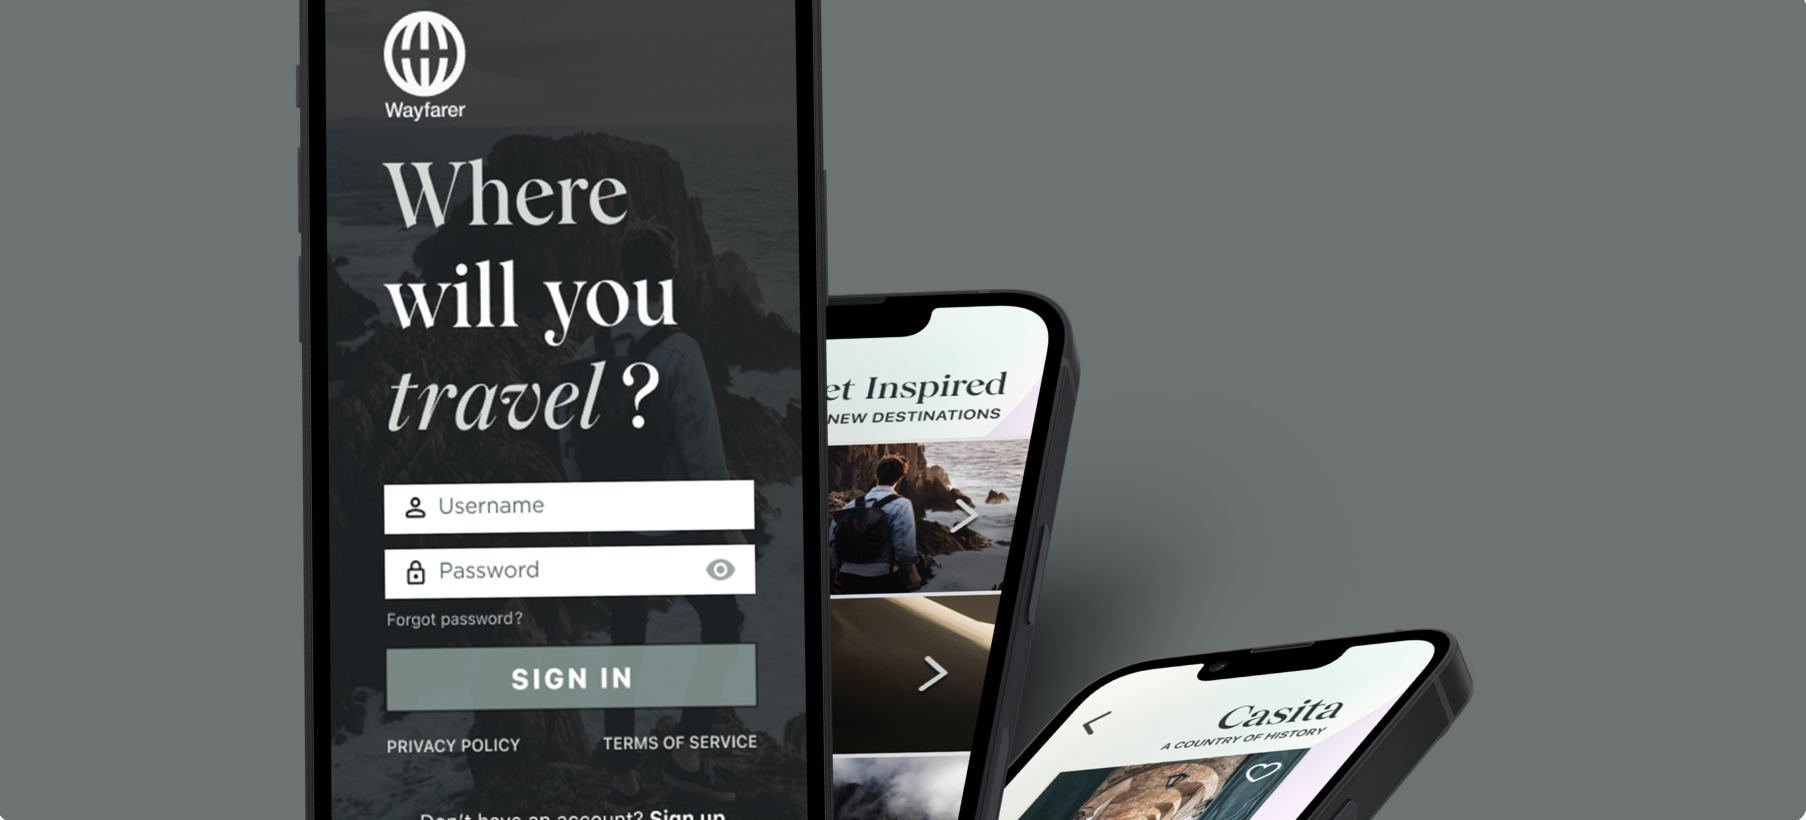 Wayfarer
Where
will you
travel?
Username
Password
Forgot password?
SIGN IN
PRIVACY POLICY
TERMS OF SERVICE
Don't have an account? Sign up
et Inspired
NEW DESTINATIONS
Casita
A COUNTRY OF HISTORY